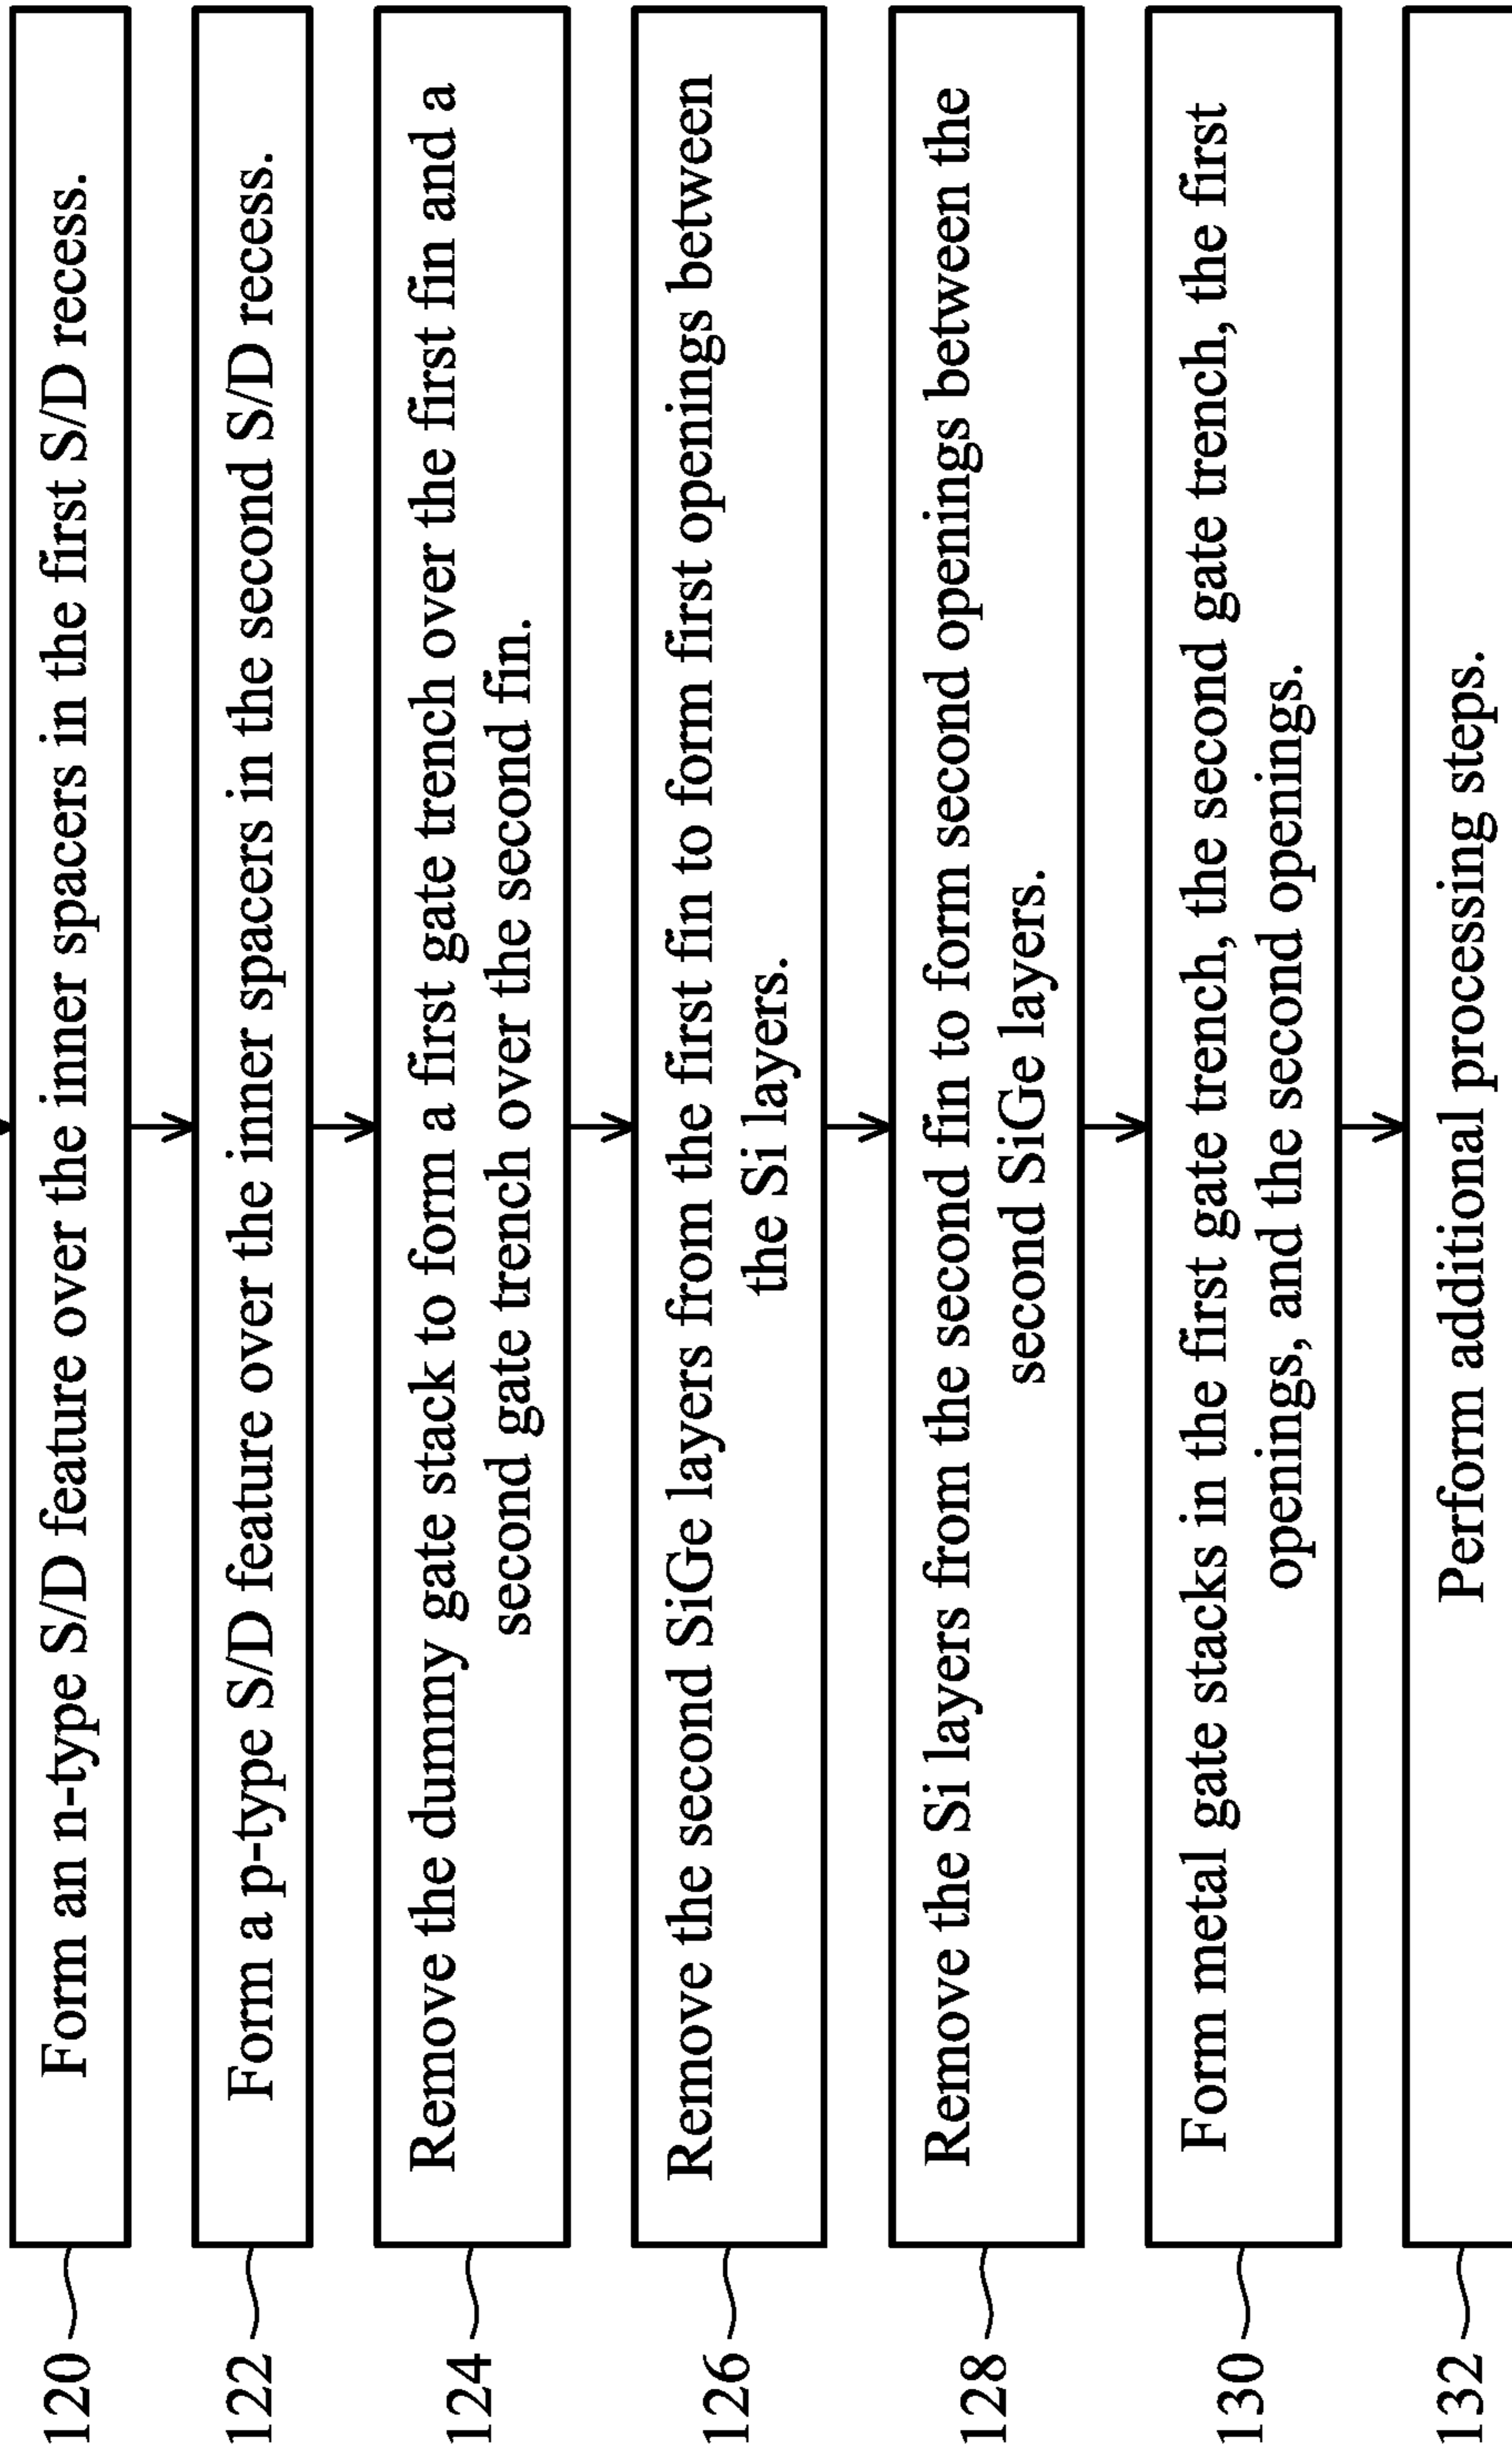 120
Form an n-type S/D feature over the inner spacers in the first S/D recess.
122
Form a p-type S/D feature over the inner spacers in the second S/D recess.
124
Remove the dummy gate stack to form a first gate trench over the first fin and a
second gate trench over the second fin.
126
Remove the second SiGe layers from the first fin to form first openings between
the Si layers.
128
Remove the Si layers from the second fin to form second openings between the
second SiGe layers.
130
Form metal gate stacks in the first gate trench, the second gate trench, the first
openings, and the second openings.
132
Perform additional processing steps.